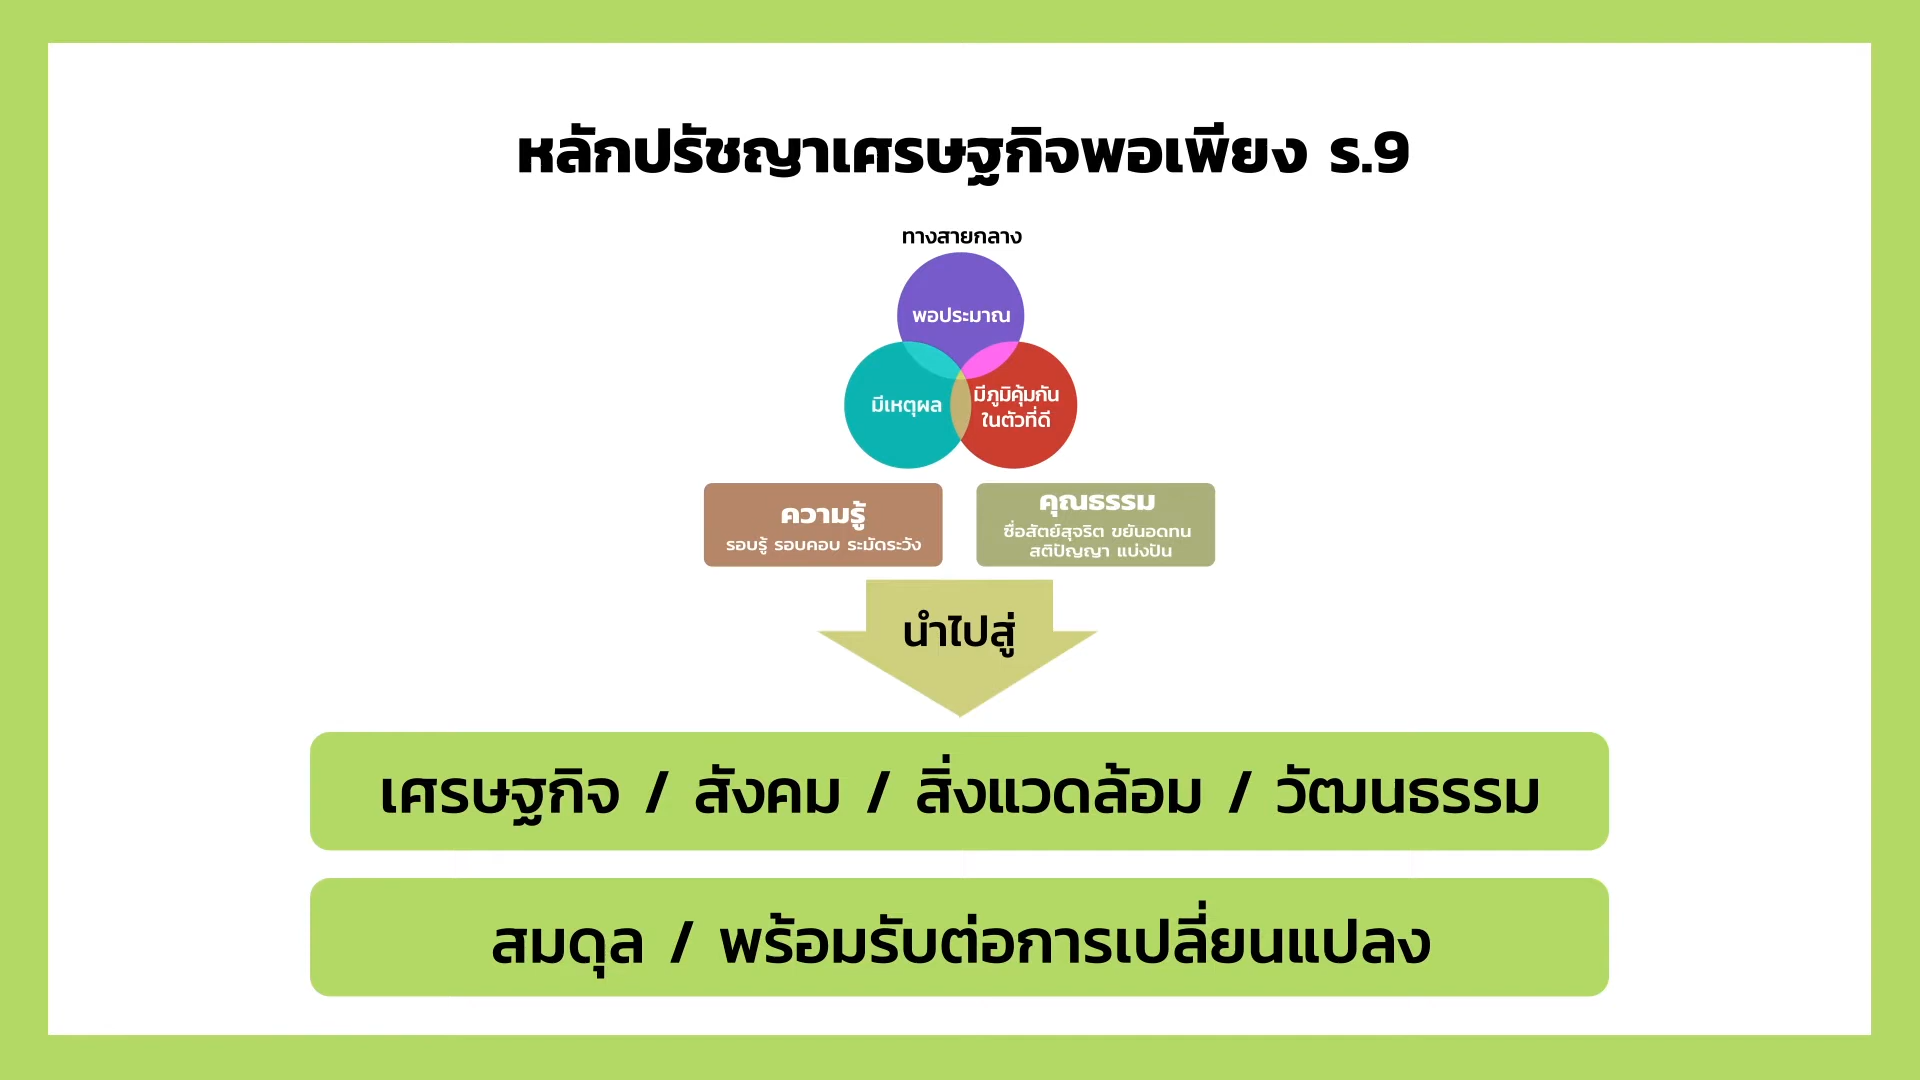 หลักปรัชญาเศรษฐกิจพอเพียง ร.9
ทางสายกลาง
พอประมาณ
มีเหตุผล
มีภูมิคุ้มกัน
ในตัวที่ดี
ความรู้
รอบรู้ รอบคอบ ระมัดระวัง
คุณธรรม
ซื่อสัตย์สุจริต ขยันอดทน
สติปัญญา แบ่งปัน
นำไปสู่
เศรษฐกิจ / สังคม / สิ่งแวดล้อม / วัฒนธรรม
สมดุล / พร้อมรับต่อการเปลี่ยนแปลง